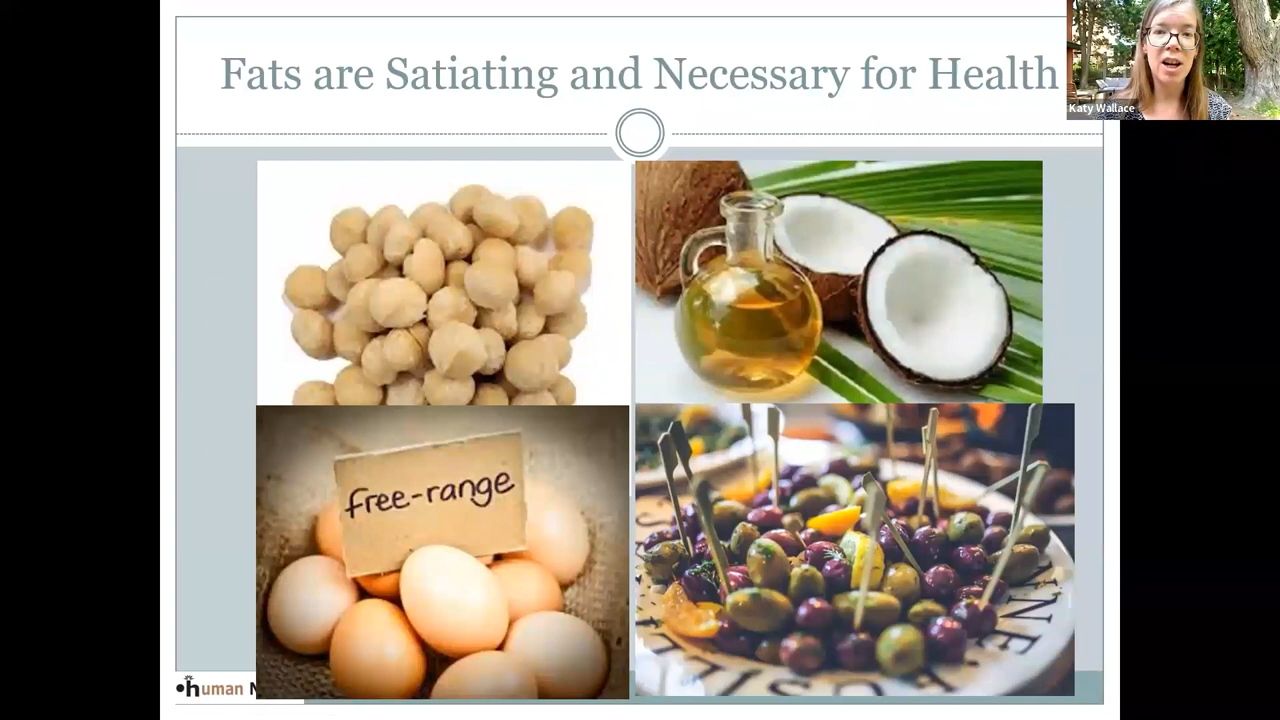 Fats are Satiating and Necessary for Health
Katy Wallace
free-range
human